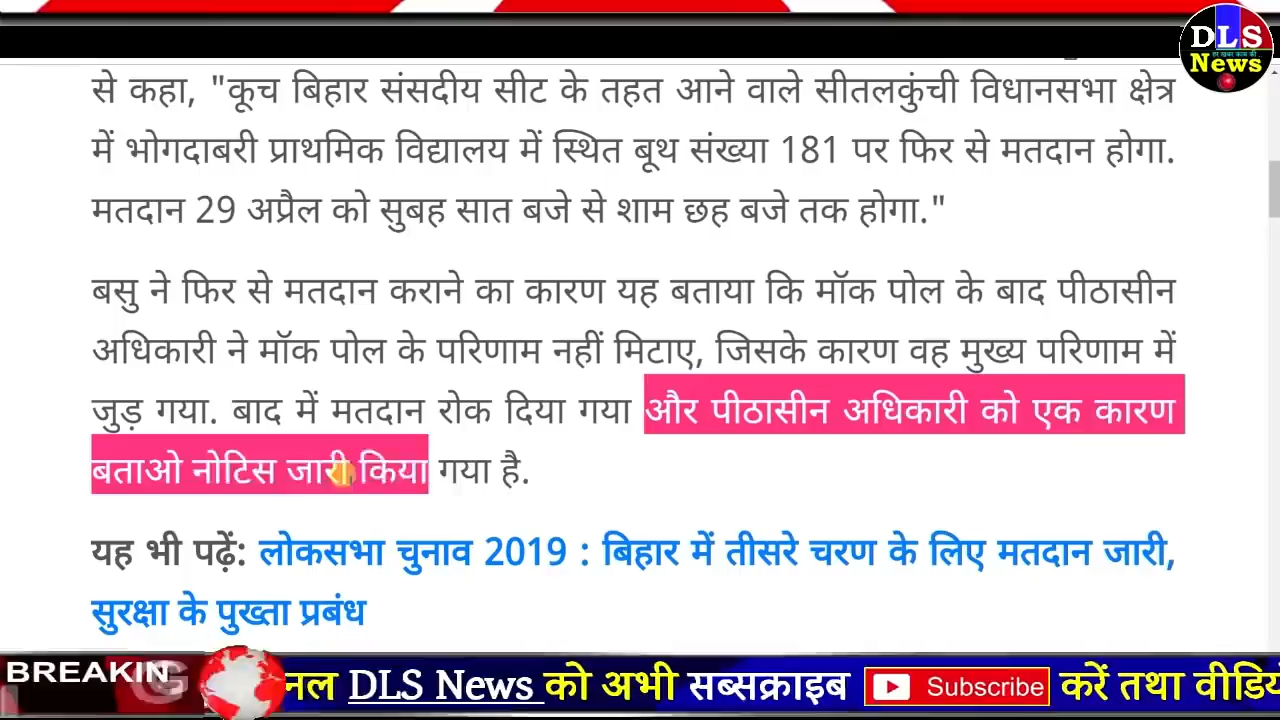 DLS
हर खबर काम की
News
से कहा, "कूच बिहार संसदीय सीट के तहत आने वाले सीतलकुंची विधानसभा क्षेत्र
में भोगदाबरी प्राथमिक विद्यालय में स्थित बूथ संख्या 181 पर फिर से मतदान होगा.
मतदान 29 अप्रैल को सुबह सात बजे से शाम छह बजे तक होगा."
बसु ने फिर से मतदान कराने का कारण यह बताया कि मॉक पोल के बाद पीठासीन
अधिकारी ने मॉक पोल के परिणाम नहीं मिटाए, जिसके कारण वह मुख्य परिणाम में
जुड़ गया. बाद में मतदान रोक दिया गया और पीठासीन अधिकारी को एक कारण
बताओ नोटिस जारी किया गया है.
यह भी पढ़ें: लोकसभा चुनाव 2019 : बिहार में तीसरे चरण के लिए मतदान जारी,
सुरक्षा के पुख्ता प्रबंध
BREAKIN G नल DLS News को अभी सब्सक्राइब Subscribe करें तथा वीडियो